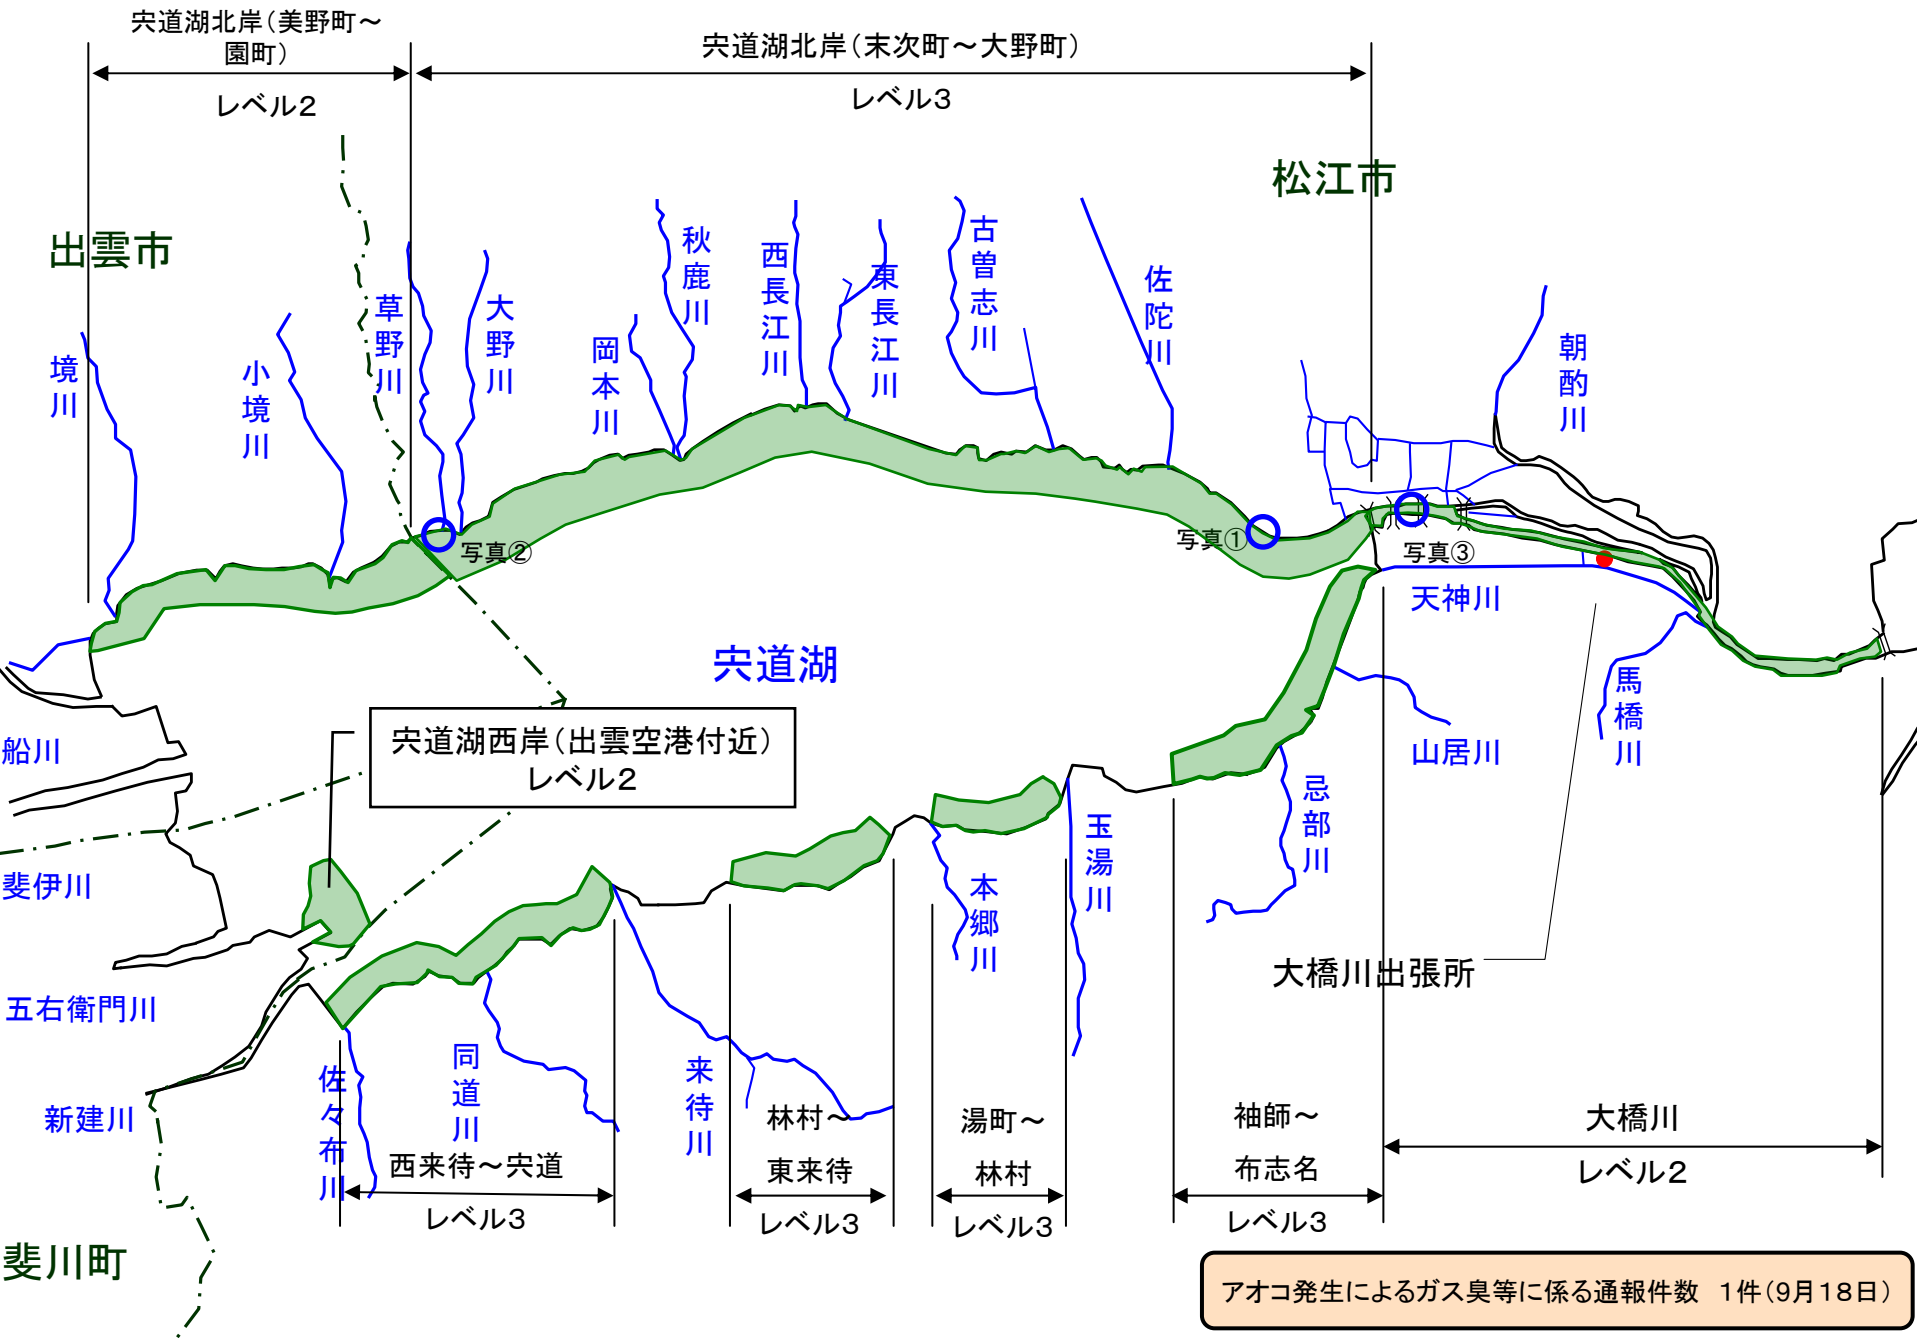 宍道湖北岸（美野町～
園町）
レベル２
宍道湖北岸（末次町～大野町）
レベル３
松江市
出雲市
境川
小境川
草野川
大野川
岡本川
秋鹿川
西長江川
東長江川
古曽志川
佐陀川
朝酌川
写真②
写真①
写真③
天神川
宍道湖
馬橋川
山居川
忌部川
宍道湖西岸（出雲空港付近）
レベル２
船川
斐伊川
五右衛門川
新建川
斐川町
佐々布川
同道川
来待川
本郷川
玉湯川
大橋川出張所
西来待～宍道
レベル３
林村～
東来待
レベル３
湯町～
林村
レベル３
袖師～
布志名
レベル３
大橋川
レベル２
アオコ発生によるガス臭等に係る通報件数　１件（９月１８日）